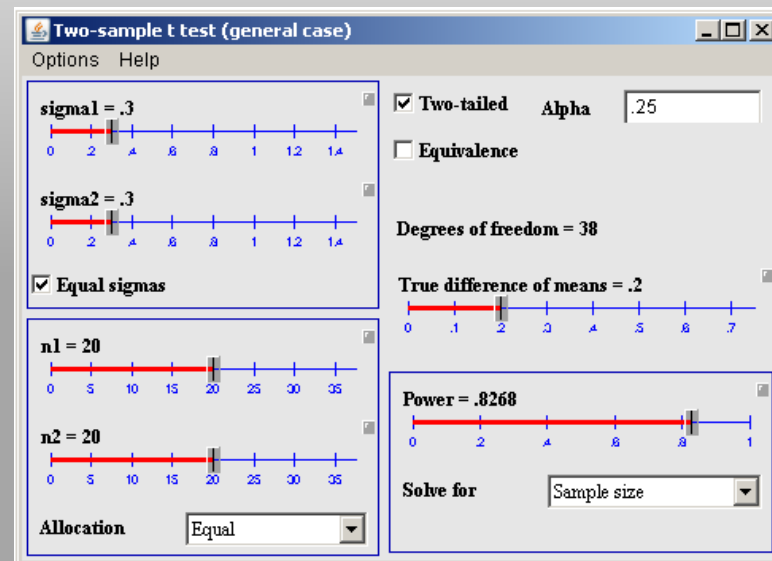 Two-sample t test (general case)
Options Help
sigma1 = .3
0 .2 .4 .6 .8 1 1.2 1.4
sigma2 = .3
0 .2 .4 .6 .8 1 1.2 1.4
Equal sigmas
n1 = 20
0 5 10 15 20 25 30 35
n2 = 20
0 5 10 15 20 25 30 35
Allocation Equal
Two-tailed Alpha .25
Equivalence
Degrees of freedom = 38
True difference of means = .2
0 .1 .2 .3 .4 .5 .6 .7
Power = .8268
0 .2 .4 .6 .8 1
Solve for Sample size